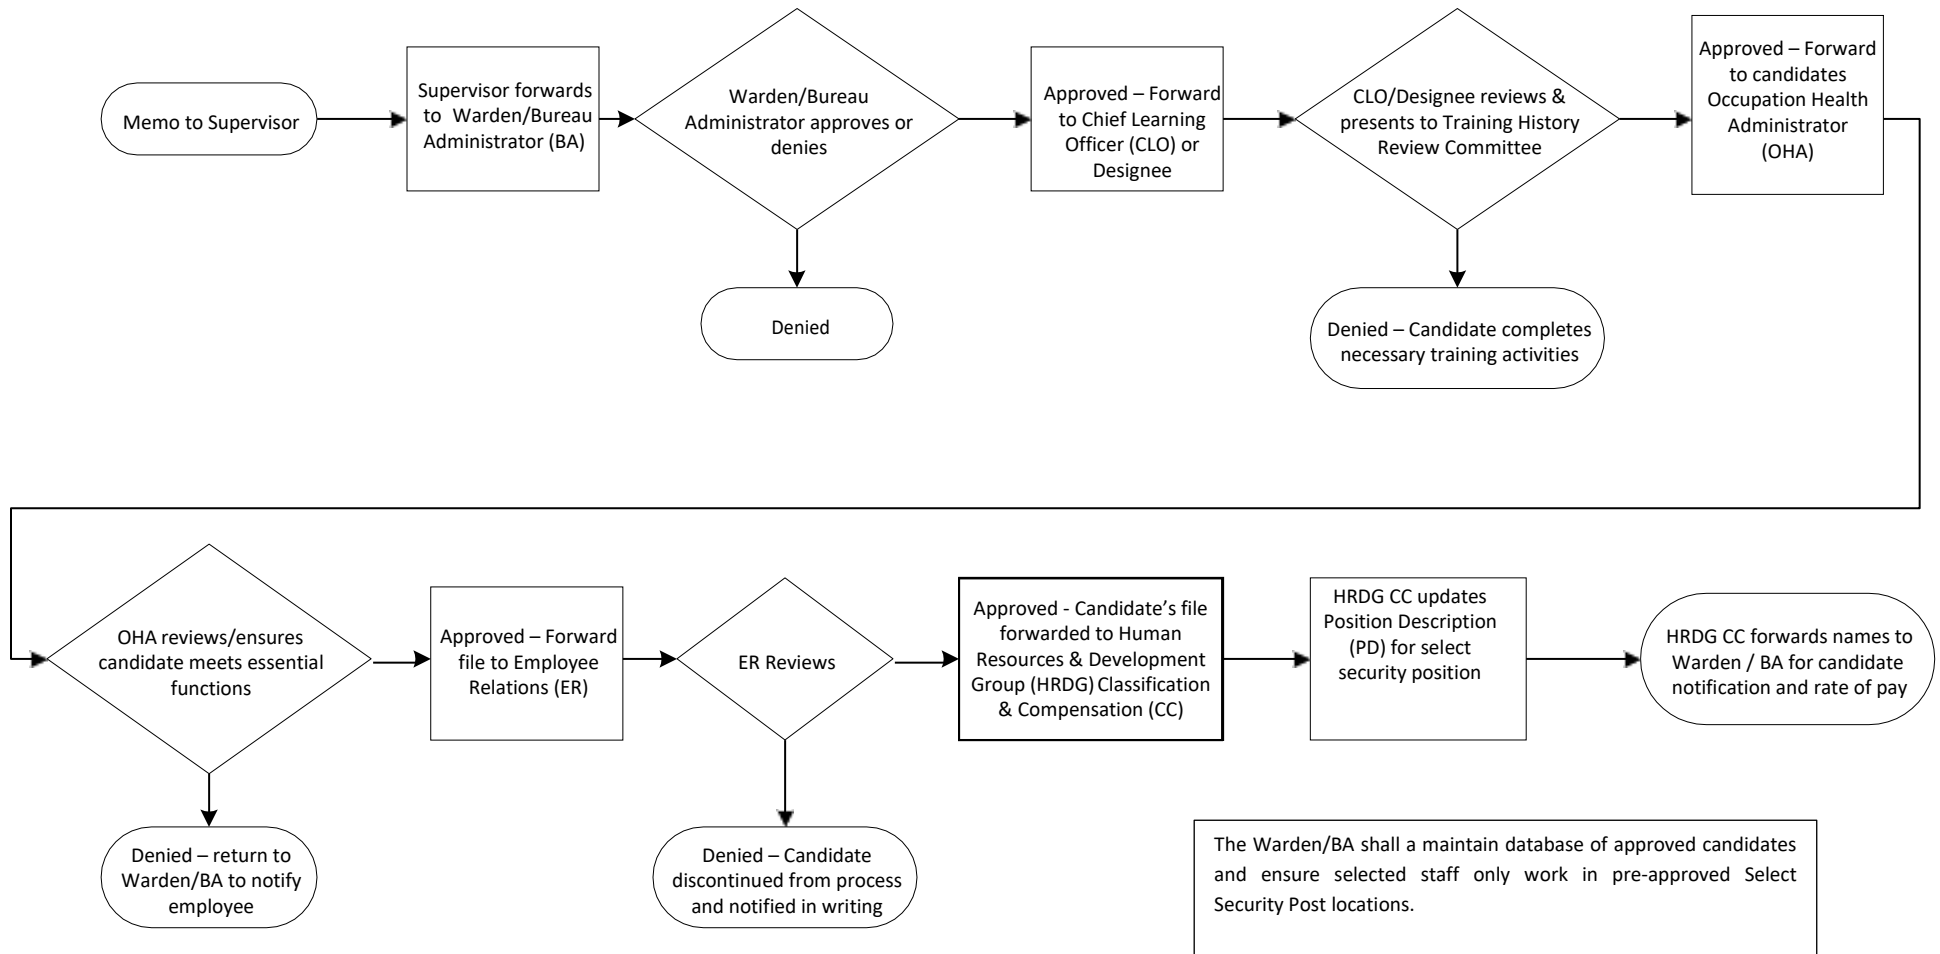 Memo to Supervisor
Supervisor forwards
to Warden/Bureau
Administrator (BA)
Warden/Bureau
Administrator approves or
denies
Denied
Approved – Forward
to Chief Learning
Officer (CLO) or
Designee
CLO/Designee reviews &
presents to Training History
Review Committee
Denied – Candidate completes
necessary training activities
Approved – Forward
to candidates
Occupation Health
Administrator
(OHA)
OHA reviews/ensures
candidate meets essential
functions
Denied – return to
Warden/BA to notify
employee
Approved – Forward
file to Employee
Relations (ER)
ER Reviews
Denied – Candidate
discontinued from process
and notified in writing
Approved - Candidate’s file
forwarded to Human
Resources & Development
Group (HRDG) Classification
& Compensation (CC)
HRDG CC updates
Position Description
(PD) for select
security position
HRDG CC forwards names to
Warden / BA for candidate
notification and rate of pay
The Warden/BA shall a maintain database of approved candidates
and ensure selected staff only work in pre-approved Select
Security Post locations.